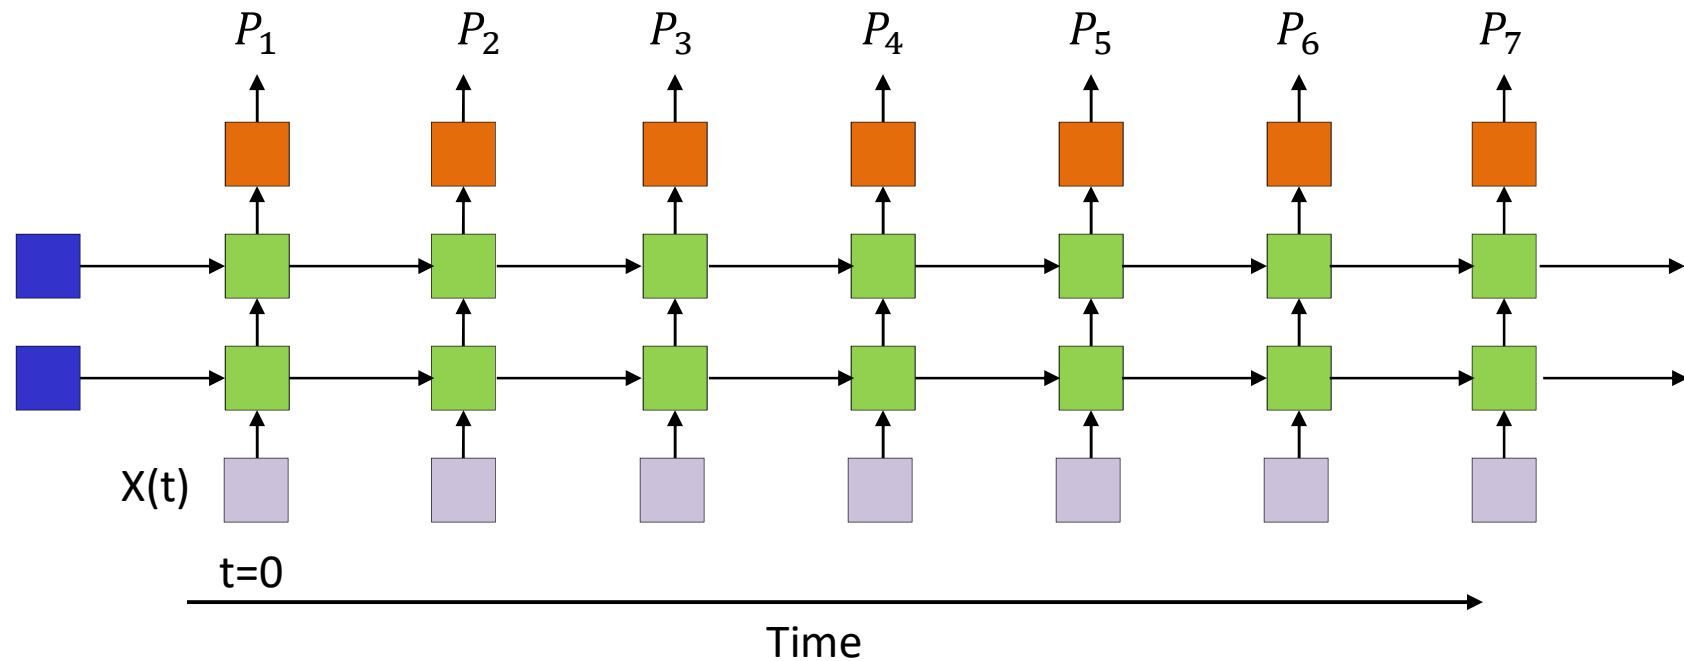 P₁ P₂ P₃ P₄ P₅ P₆ P₇
X(t)
t=0
Time